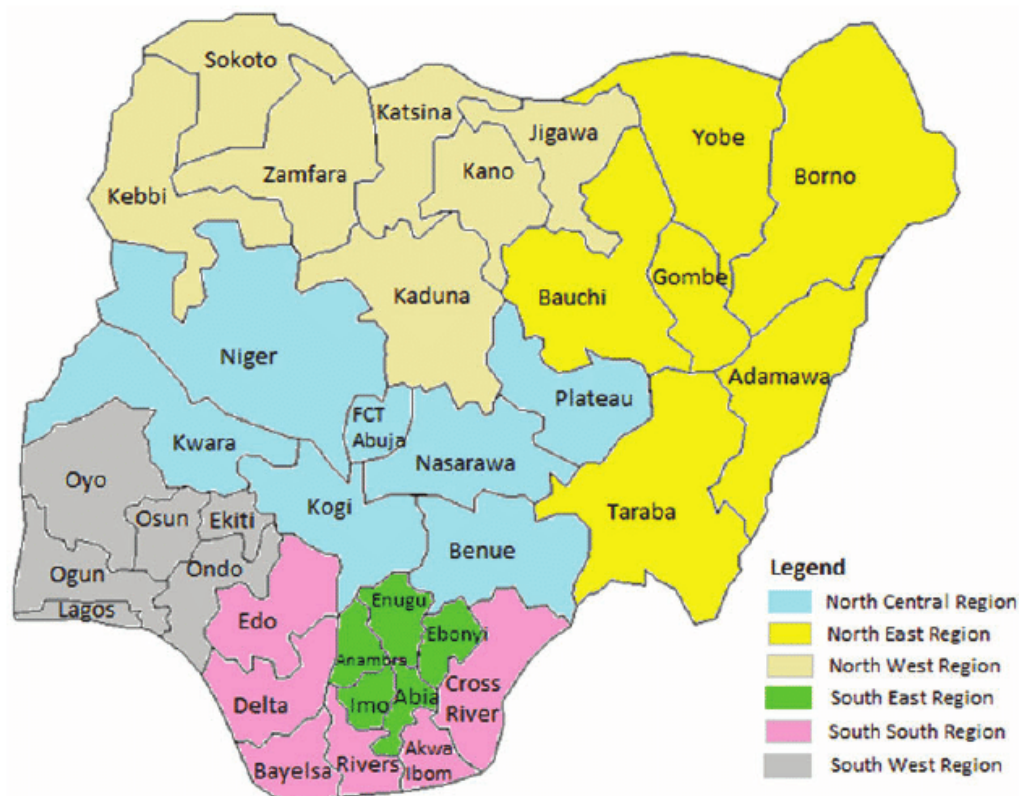 Sokoto
Katsina
Jigawa
Yobe
Kano
Zamfara
Borno
Kebbi
Gombe
Kaduna
Bauchi
Niger
Adamawa
Plateau
FCT
Abuja
Kwara
Nasarawa
Oyo
Kogi
Taraba
Osun
Ekiti
Benue
Ogun
Ondo
Lagos
Enugu
Edo
Ebonyi
Anambra
Cross
River
Delta
Imo
Abia
Akwa
Ibom
Rivers
Bayelsa
Legend
North Central Region
North East Region
North West Region
South East Region
South South Region
South West Region